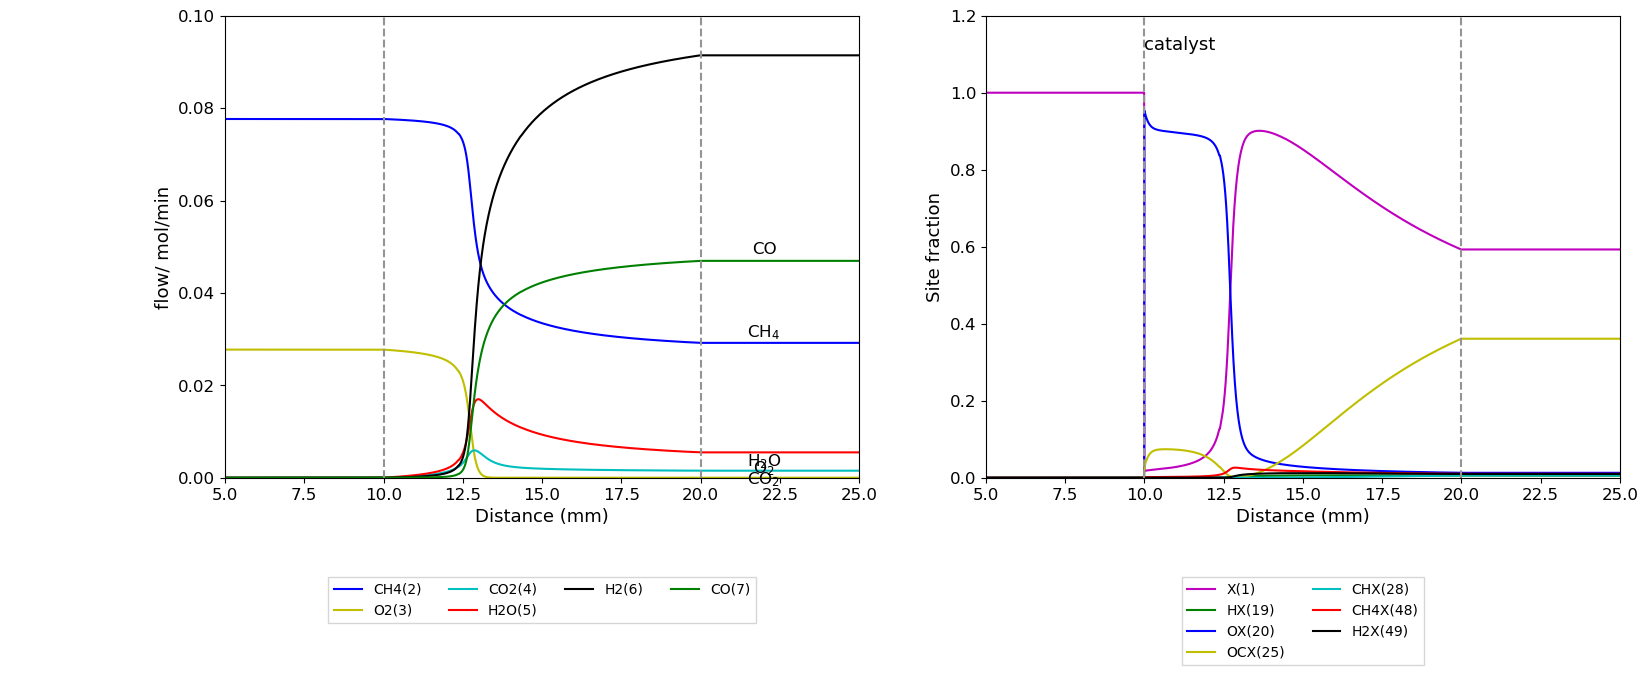 0.10
0.08
0.06
0.04
0.02
0.00
flow/ mol/min
CO
CH₄
H₂O
O₂
CO₂
5.0 7.5 10.0 12.5 15.0 17.5 20.0 22.5 25.0
Distance (mm)
CH4(2) CO2(4) H2(6) CO(7)
O2(3) H2O(5)
1.2
1.0
0.8
0.6
0.4
0.2
0.0
Site fraction
catalyst
5.0 7.5 10.0 12.5 15.0 17.5 20.0 22.5 25.0
Distance (mm)
X(1) CHX(28)
HX(19) CH4X(48)
OX(20) H2X(49)
OCX(25)